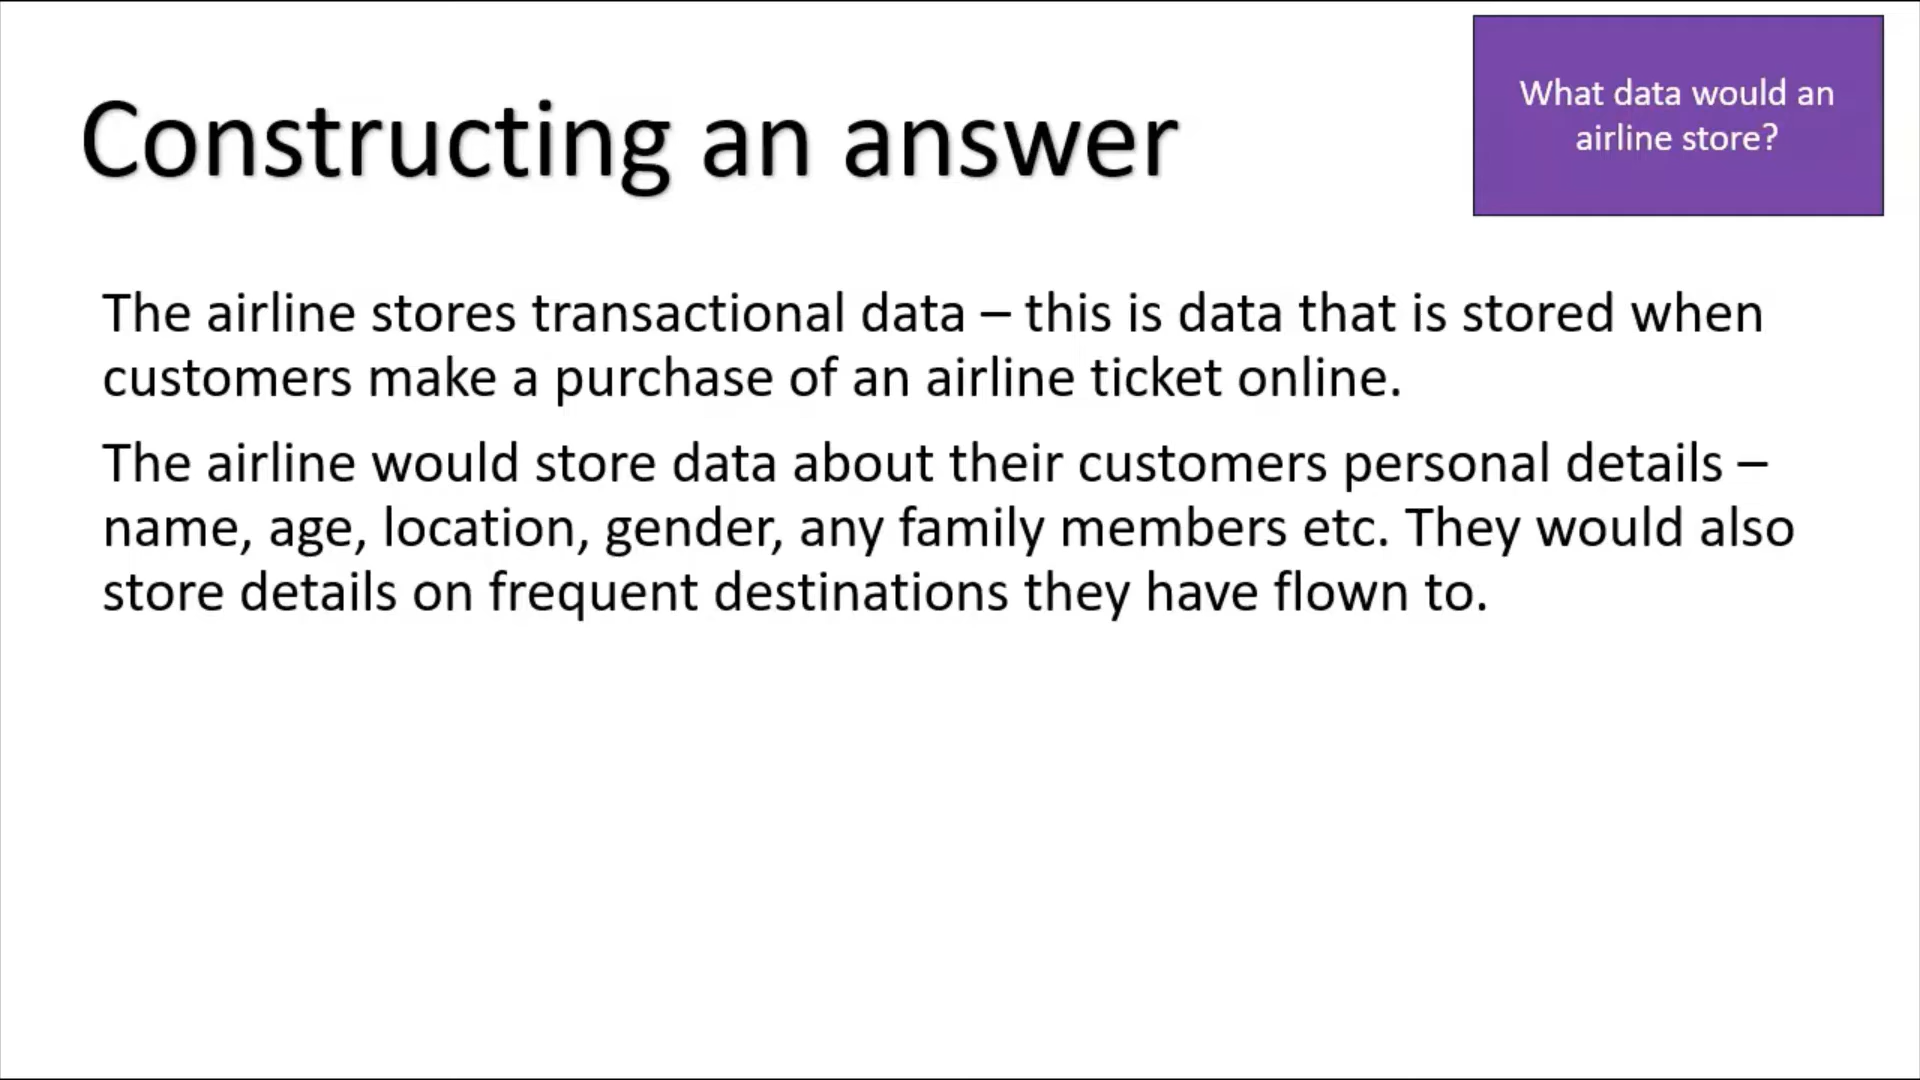 Constructing an answer
What data would an
airline store?
The airline stores transactional data – this is data that is stored when
customers make a purchase of an airline ticket online.
The airline would store data about their customers personal details –
name, age, location, gender, any family members etc. They would also
store details on frequent destinations they have flown to.